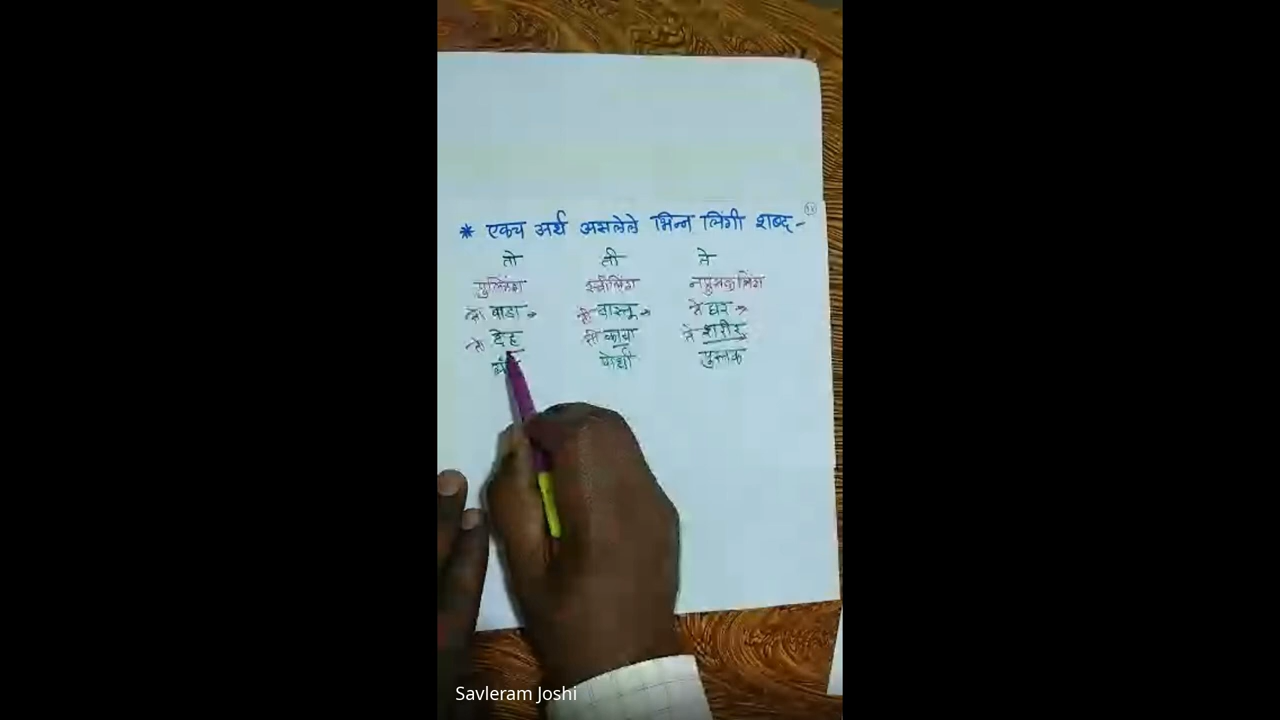 * एकच अर्थ असलेले भिन्न लिंगी शब्द-
तो ती ते
पुल्लिंग स्त्रीलिंग नपुसकलिंग
तो वाडा → ती वास्तू → ते घर →
तो देह ती काया ते शरीर
पोथी पुस्तक
Savleram Joshi